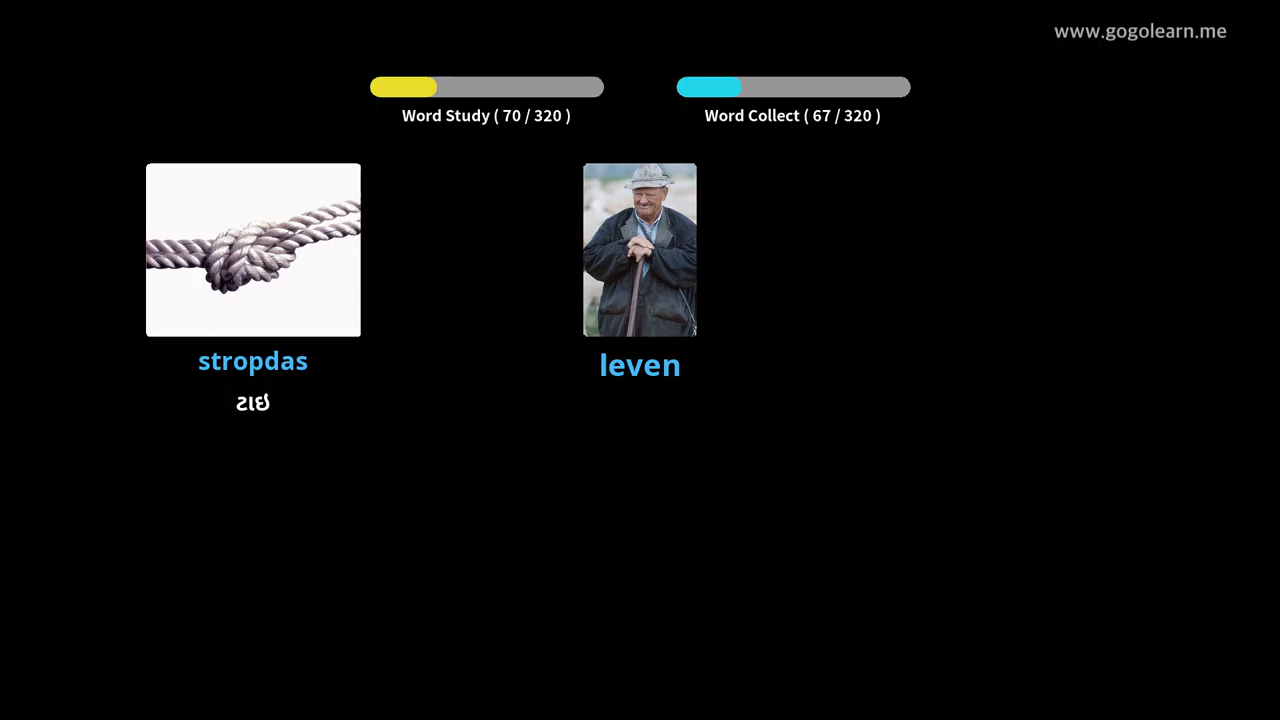 www.gogolearn.me
Word Study ( 70 / 320 )
Word Collect ( 67 / 320 )
stropdas
ટાઇ
leven